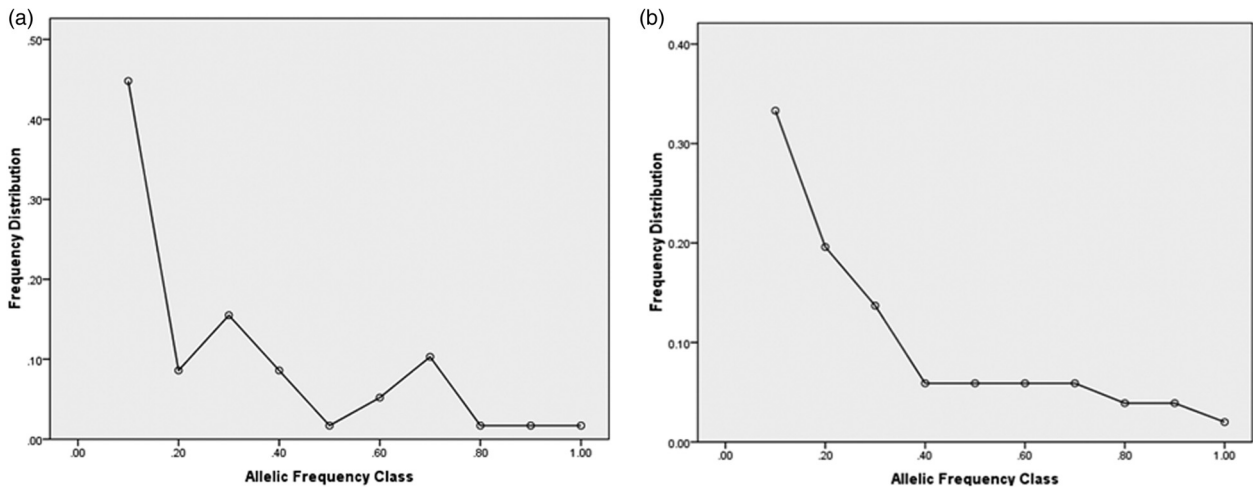 (a)
Frequency Distribution
.50
.40
.30
.20
.10
.00
.00 .20 .40 .60 .80 1.00
Allelic Frequency Class
(b)
Frequency Distribution
0.40
0.30
0.20
0.10
0.00
.00 .20 .40 .60 .80 1.00
Allelic Frequency Class